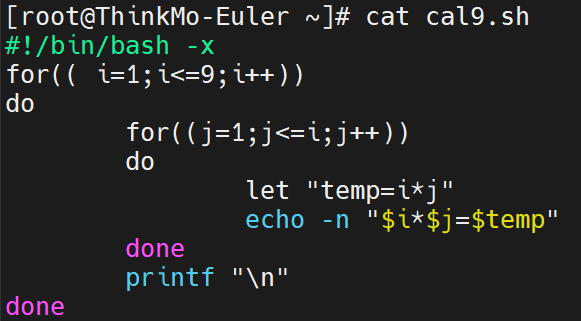 [root@ThinkMo-Euler ~]# cat cal9.sh
#!/bin/bash -x
for(( i=1;i<=9;i++))
do
        for((j=1;j<=i;j++))
        do
                let "temp=i*j"
                echo -n "$i*$j=$temp"
        done
        printf "\n"
done